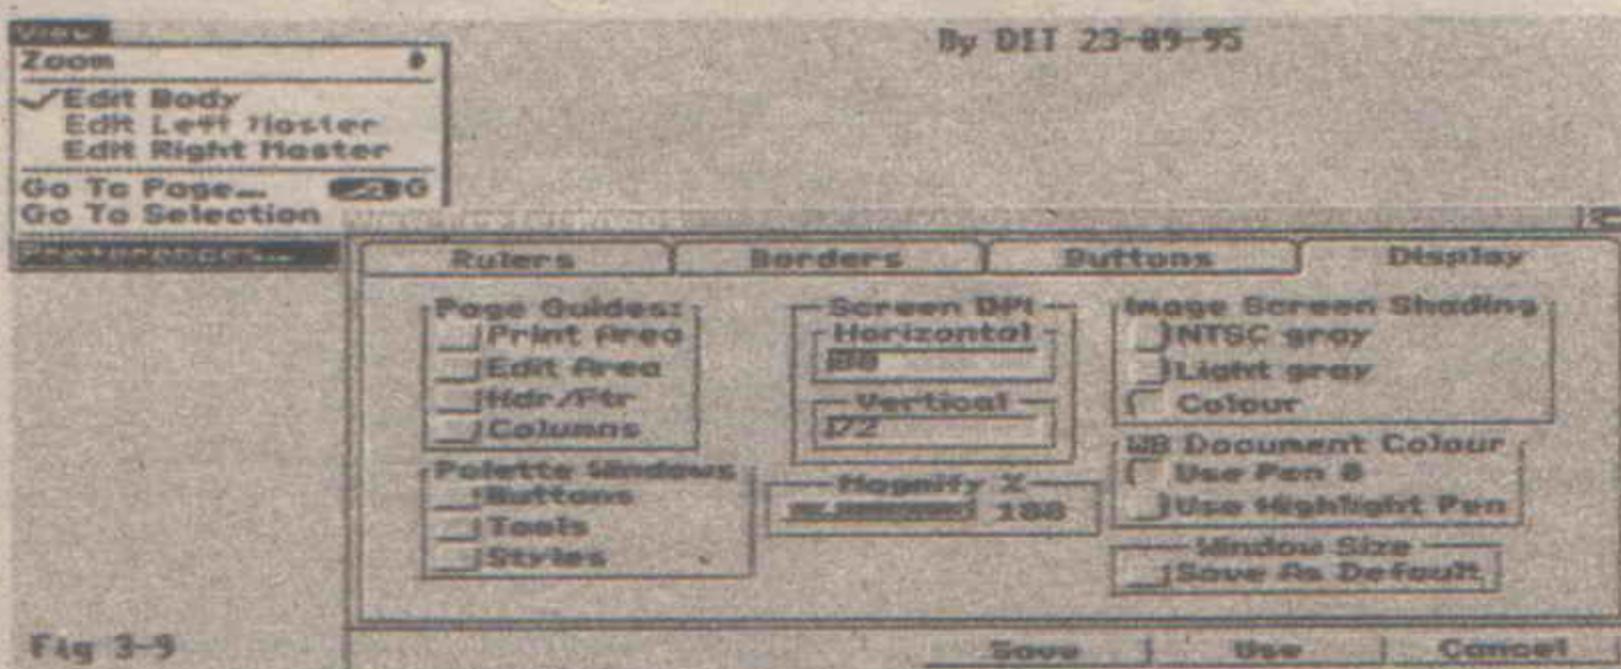 View
By DIT 23-09-95
Zoom
Edit Body
Edit Left Master
Edit Right Master
Go To Page... G
Go To Selection
Preferences...
Rulers
Borders
Buttons
Display
Page Guides:
Print Area
Edit Area
Hdr/Ftr
Columns
Palette Windows
Buttons
Tools
Styles
Screen DPI
Horizontal
Vertical
72
Magnify %
100
Image Screen Shading
NTSC gray
Light gray
Colour
WB Document Colour
Use Pen 0
Use Highlight Pen
Window Size
Save As Default
Fig 3-9
Save
Use
Cancel